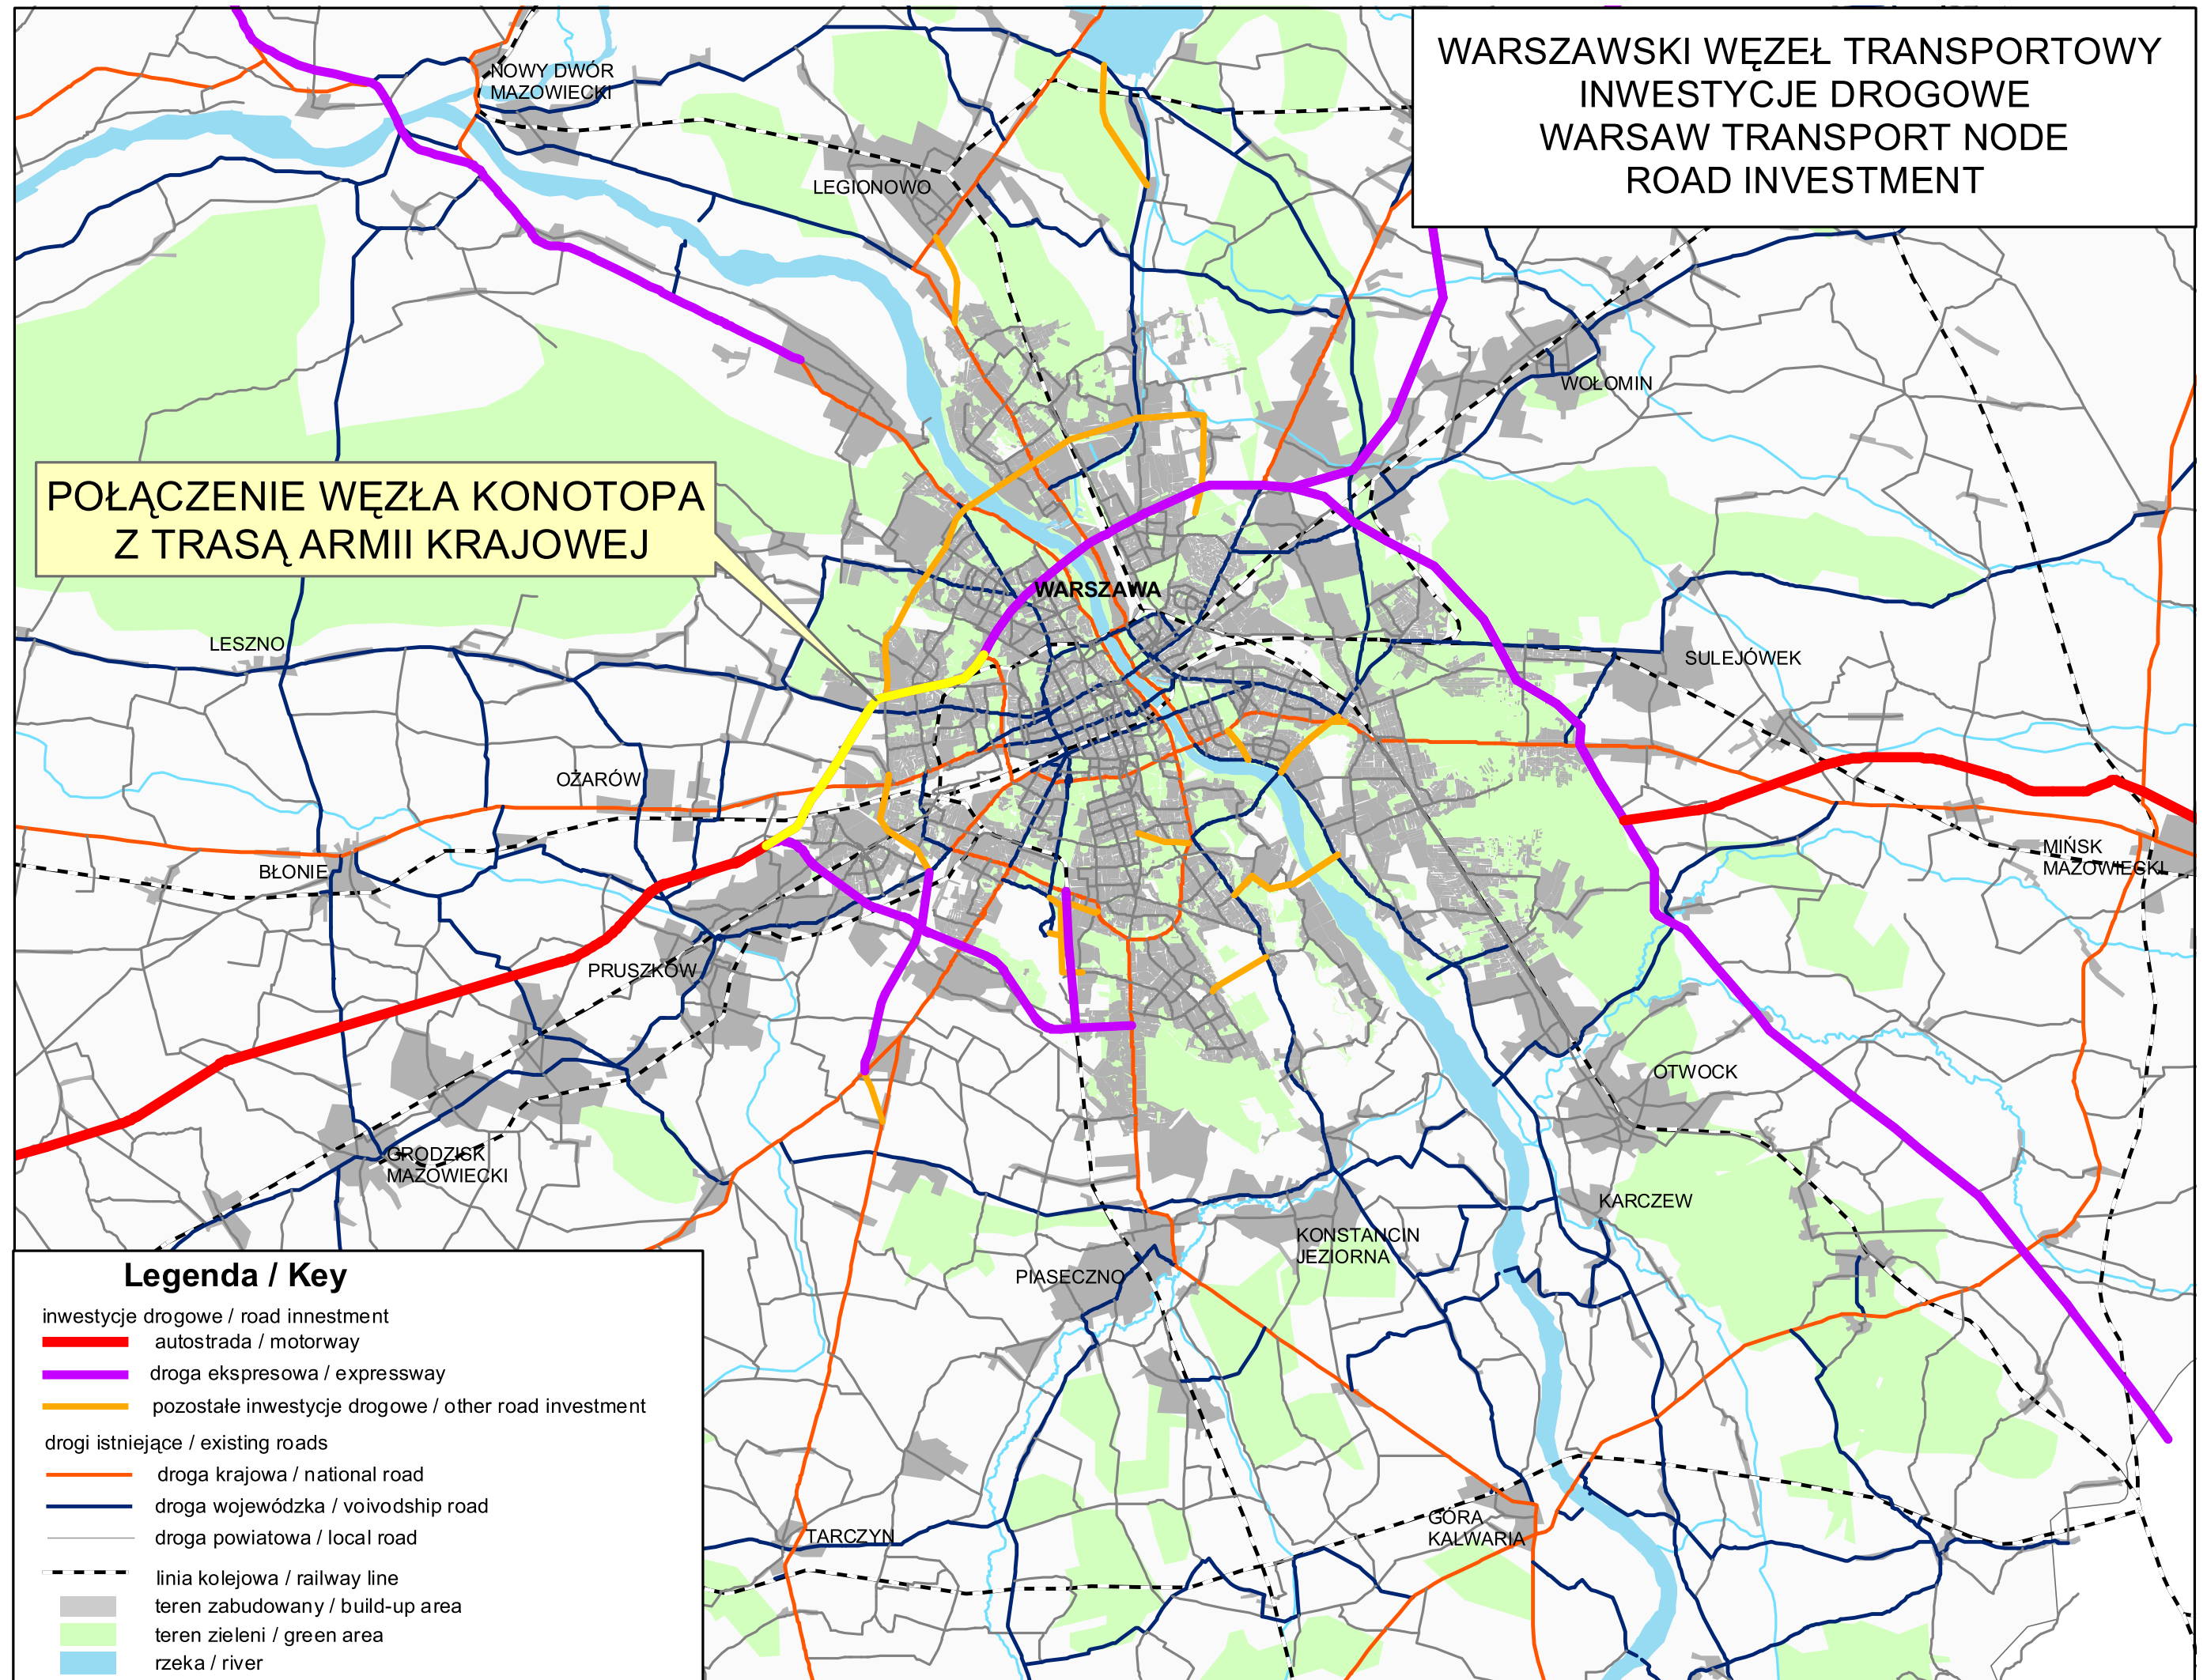 WARSZAWSKI WĘZEŁ TRANSPORTOWY
INWESTYCJE DROGOWE
WARSAW TRANSPORT NODE
ROAD INVESTMENT
NOWY DWÓR
MAZOWIECKI
LEGIONOWO
WOŁOMIN
POŁĄCZENIE WĘZŁA KONOTOPA
Z TRASĄ ARMII KRAJOWEJ
WARSZAWA
LESZNO
SULEJÓWEK
OŻARÓW
BŁONIE
MIŃSK
MAZOWIECKI
PRUSZKÓW
OTWOCK
GRODZISK
MAZOWIECKI
KARCZEW
KONSTANCIN
JEZIORNA
PIASECZNO
GÓRA
KALWARIA
TARCZYN
Legenda / Key
inwestycje drogowe / road innestment
autostrada / motorway
droga ekspresowa / expressway
pozostałe inwestycje drogowe / other road investment
drogi istniejące / existing roads
droga krajowa / national road
droga wojewódzka / voivodship road
droga powiatowa / local road
linia kolejowa / railway line
teren zabudowany / build-up area
teren zieleni / green area
rzeka / river